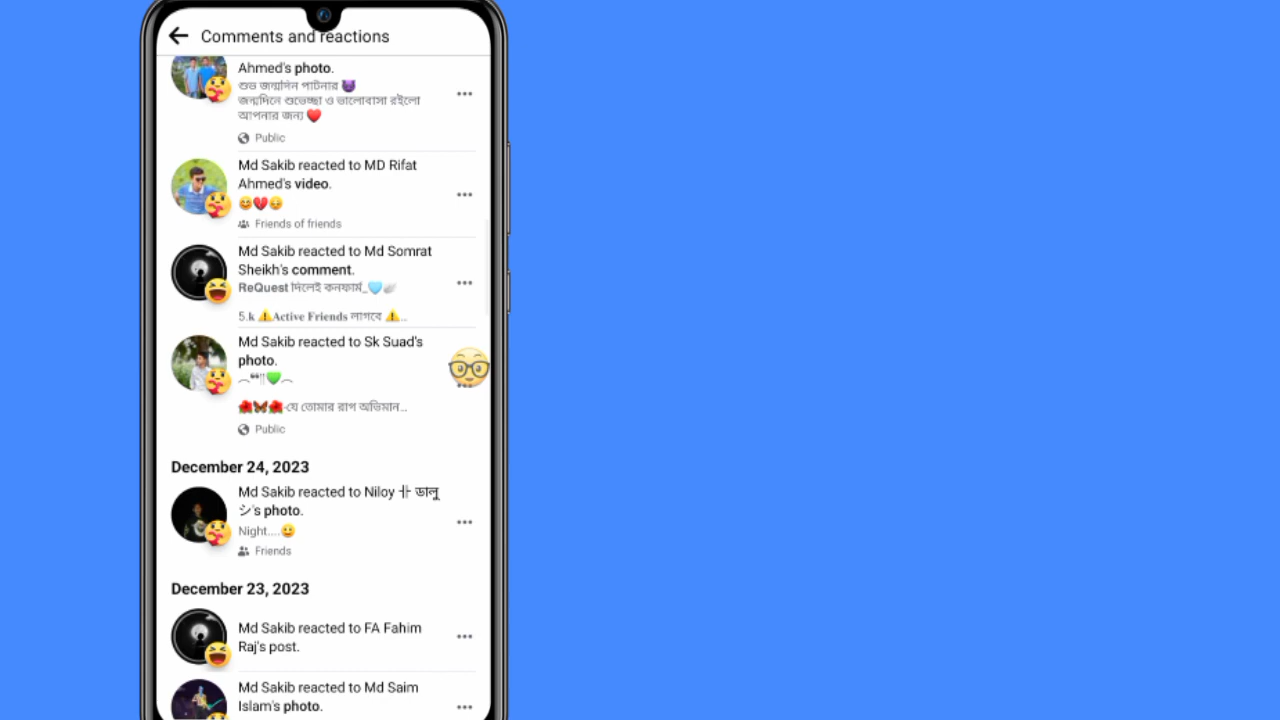 Comments and reactions
Ahmed's photo.
শুভ জন্মদিন পাটনার 😈
জন্মদিনে শুভেচ্ছা ও ভালোবাসা রইলো
আপনার জন্য ❤️
Public
Md Sakib reacted to MD Rifat
Ahmed's video.
😊💔😔
Friends of friends
Md Sakib reacted to Md Somrat
Sheikh's comment.
ReQuest দিলেই কনফার্ম_🩵🪽
5.𝐤 ⚠️𝐀𝐜𝐭𝐢𝐯𝐞 𝐅𝐫𝐢𝐞𝐧𝐝𝐬 লাগবে ⚠️..
Md Sakib reacted to Sk Suad's
photo.
︵❝།།💚︵
🌺🦋🌺-যে তোমার রাগ অভিমান..
Public
December 24, 2023
Md Sakib reacted to Niloy ╬ ডালু
シ's photo.
Night....🙂
Friends
December 23, 2023
Md Sakib reacted to FA Fahim
Raj's post.
Md Sakib reacted to Md Saim
Islam's photo.